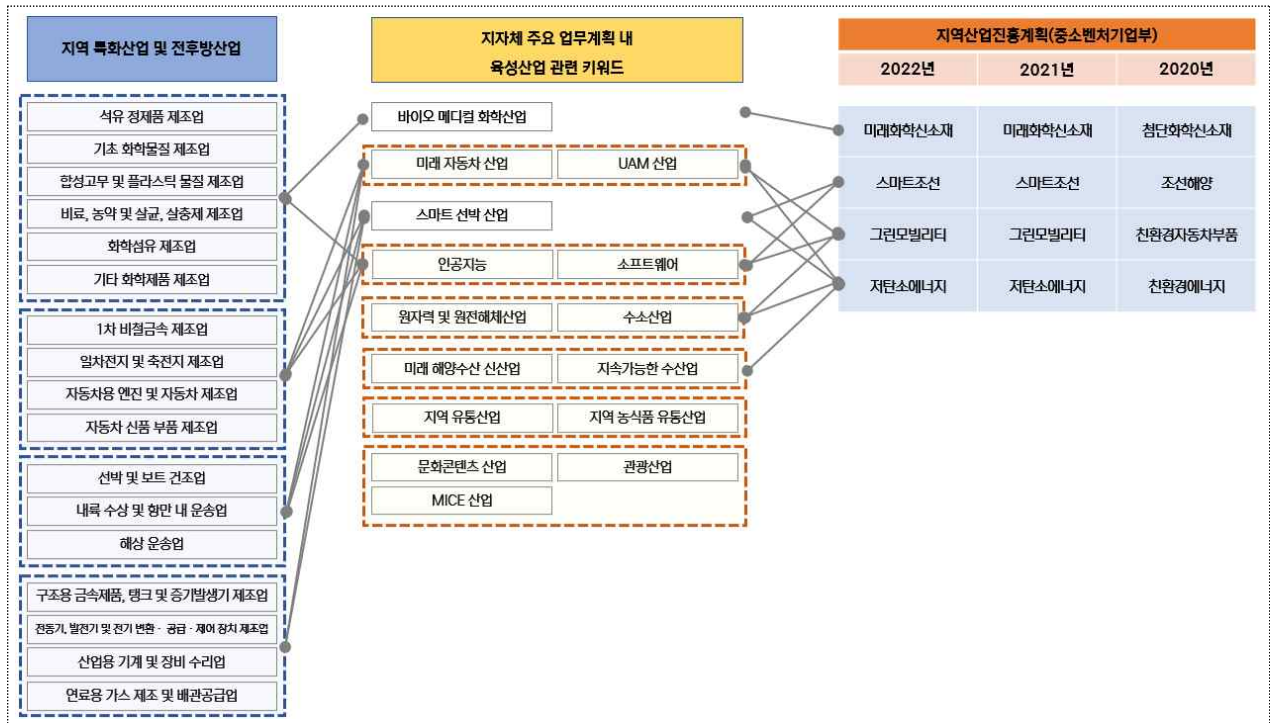 지역 특화산업 및 전후방산업
석유 정제품 제조업
기초 화학물질 제조업
합성고무 및 플라스틱 물질 제조업
비료, 농약 및 살균, 살충제 제조업
화학섬유 제조업
기타 화학제품 제조업
1차 비철금속 제조업
일차전지 및 축전지 제조업
자동차용 엔진 및 자동차 제조업
자동차 신품 부품 제조업
선박 및 보트 건조업
내륙 수상 및 항만 내 운송업
해상 운송업
구조용 금속제품, 탱크 및 증기발생기 제조업
전동기, 발전기 및 전기 변환 · 공급 · 제어 장치 제조업
산업용 기계 및 장비 수리업
연료용 가스 제조 및 배관공급업
지자체 주요 업무계획 내
육성산업 관련 키워드
바이오 메디컬 화학산업
미래 자동차 산업
UAM 산업
스마트 선박 산업
인공지능
소프트웨어
원자력 및 원전해체산업
수소산업
미래 해양수산 신산업
지속가능한 수산업
지역 유통산업
지역 농식품 유통산업
문화콘텐츠 산업
관광산업
MICE 산업
지역산업진흥계획(중소벤처기업부)
2022년
2021년
2020년
미래화학신소재
미래화학신소재
첨단화학신소재
스마트조선
스마트조선
조선해양
그린모빌리티
그린모빌리티
친환경자동차부품
저탄소에너지
저탄소에너지
친환경에너지